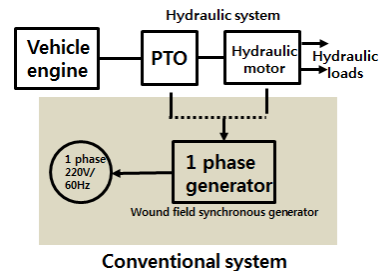 Hydraulic system
Vehicle
engine
PTO
Hydraulic
motor
Hydraulic
loads
1 phase
220V/
60Hz
1 phase
generator
Wound field synchronous generator
Conventional system